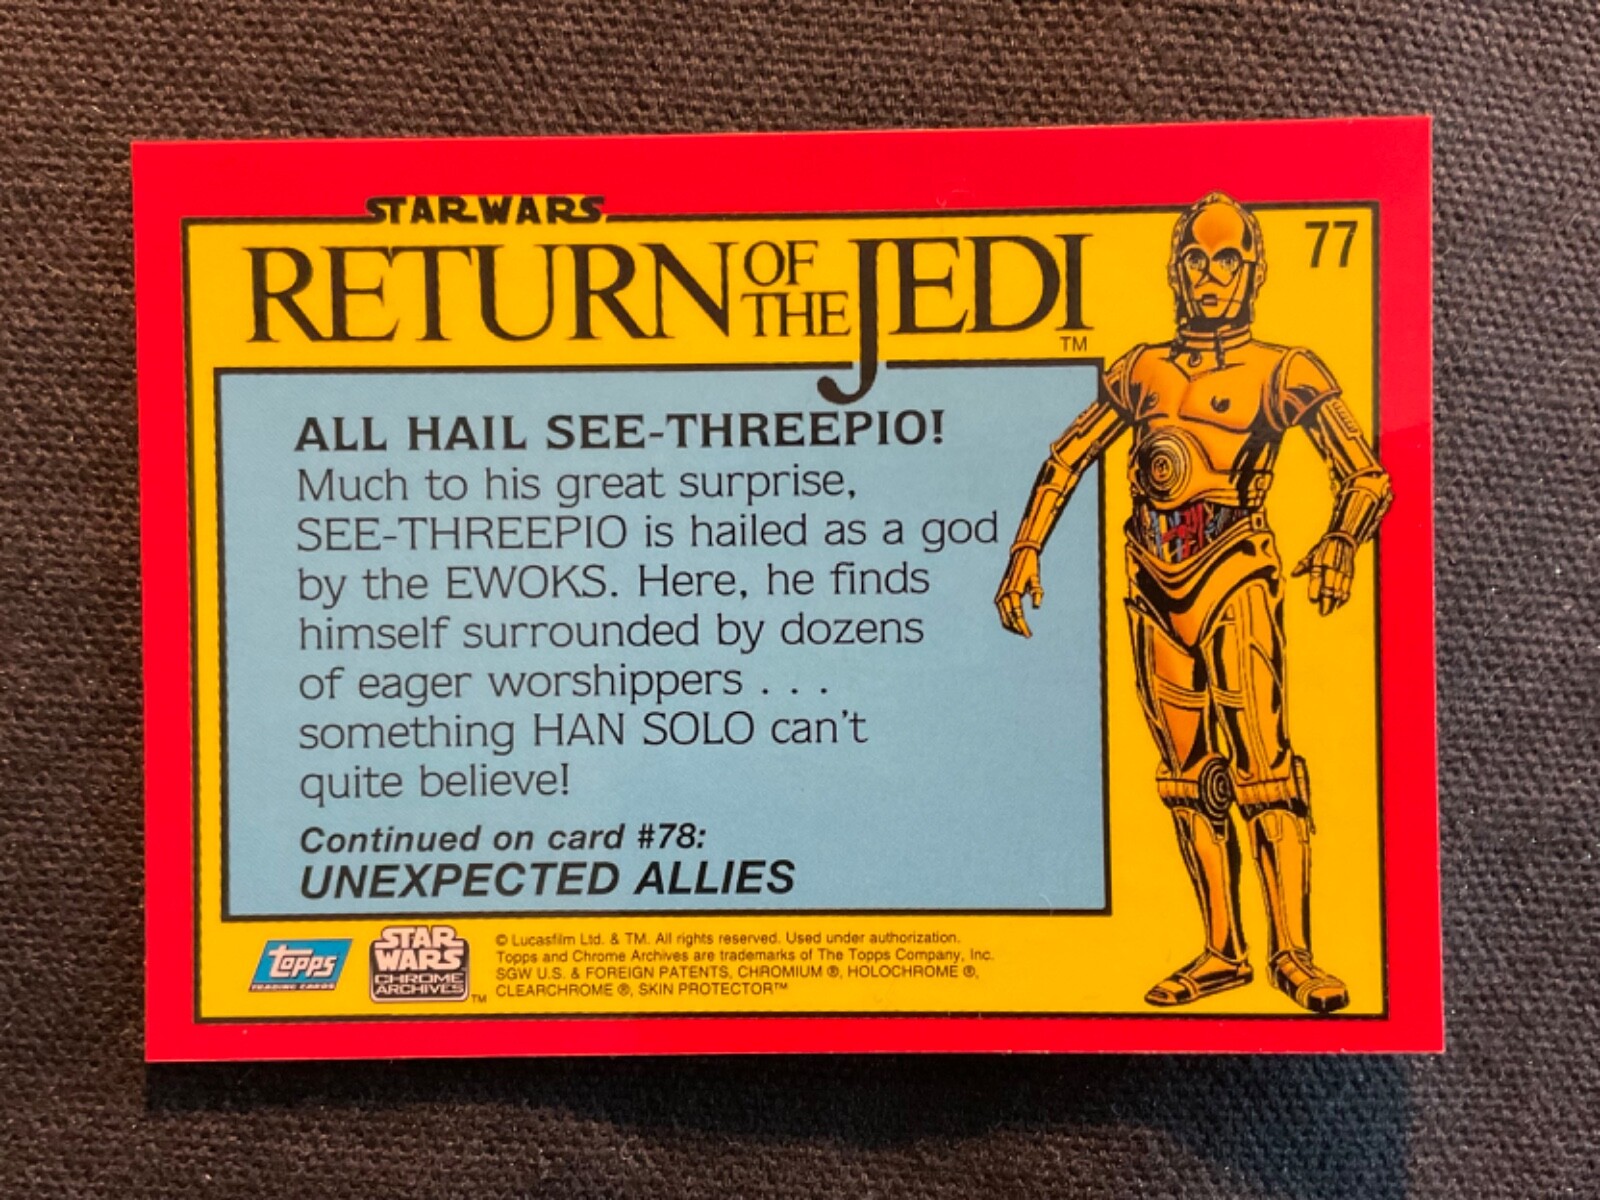 STAR WARS
RETURN OF THE JEDI
TM
77
ALL HAIL SEE-THREEPIO!
Much to his great surprise,
SEE-THREEPIO is hailed as a god
by the EWOKS. Here, he finds
himself surrounded by dozens
of eager worshippers . . .
something HAN SOLO can't
quite believe!
Continued on card #78:
UNEXPECTED ALLIES
topps
TRADING CARDS
STAR
WARS
CHROME
ARCHIVES
TM
© Lucasfilm Ltd. & TM. All rights reserved. Used under authorization.
Topps and Chrome Archives are trademarks of The Topps Company, Inc.
SGW U.S. & FOREIGN PATENTS, CHROMIUM ®, HOLOCHROME ®,
CLEARCHROME ®, SKIN PROTECTOR™